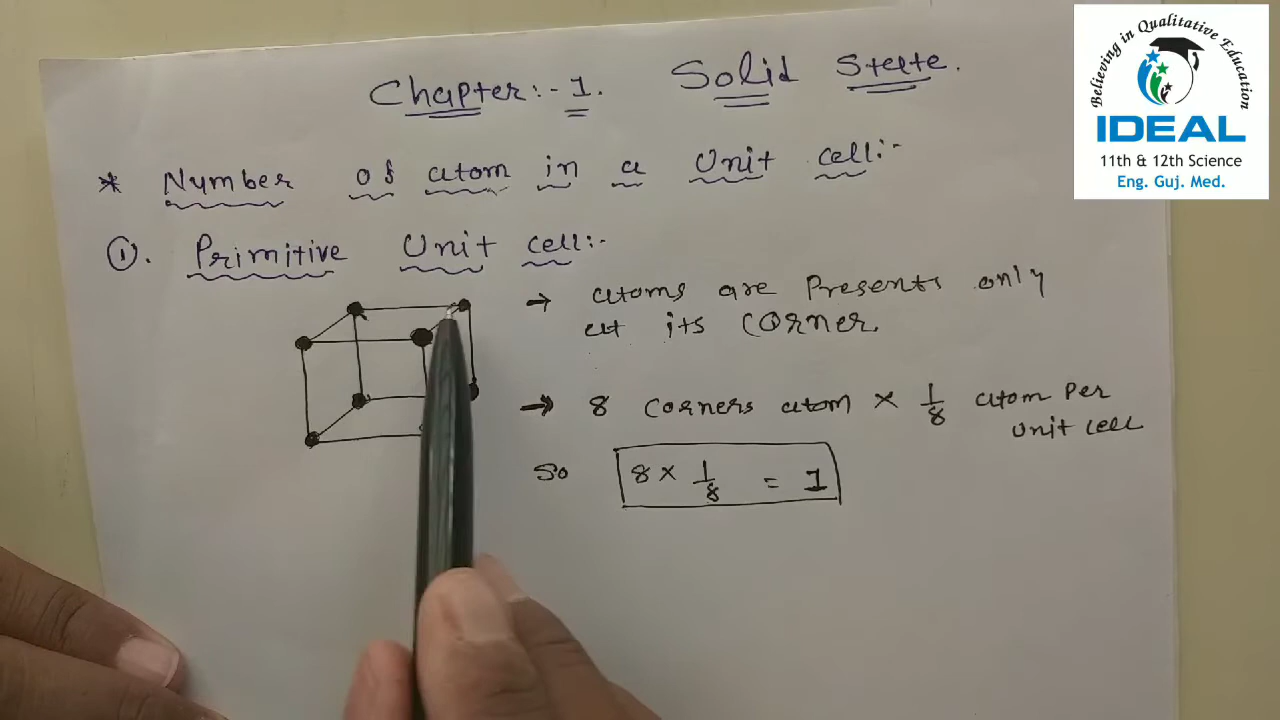 Chapter:- 1. Solid State.
* Number of atom in a Unit cell:-
①. Primitive Unit cell:-
→ atoms are Presents only
at its corner.
→ 8 corners atom × 1/8 atom Per
unit cell
So 8 × 1/8 = 1
Believing in Qualitative Education
IDEAL
11th & 12th Science
Eng. Guj. Med.